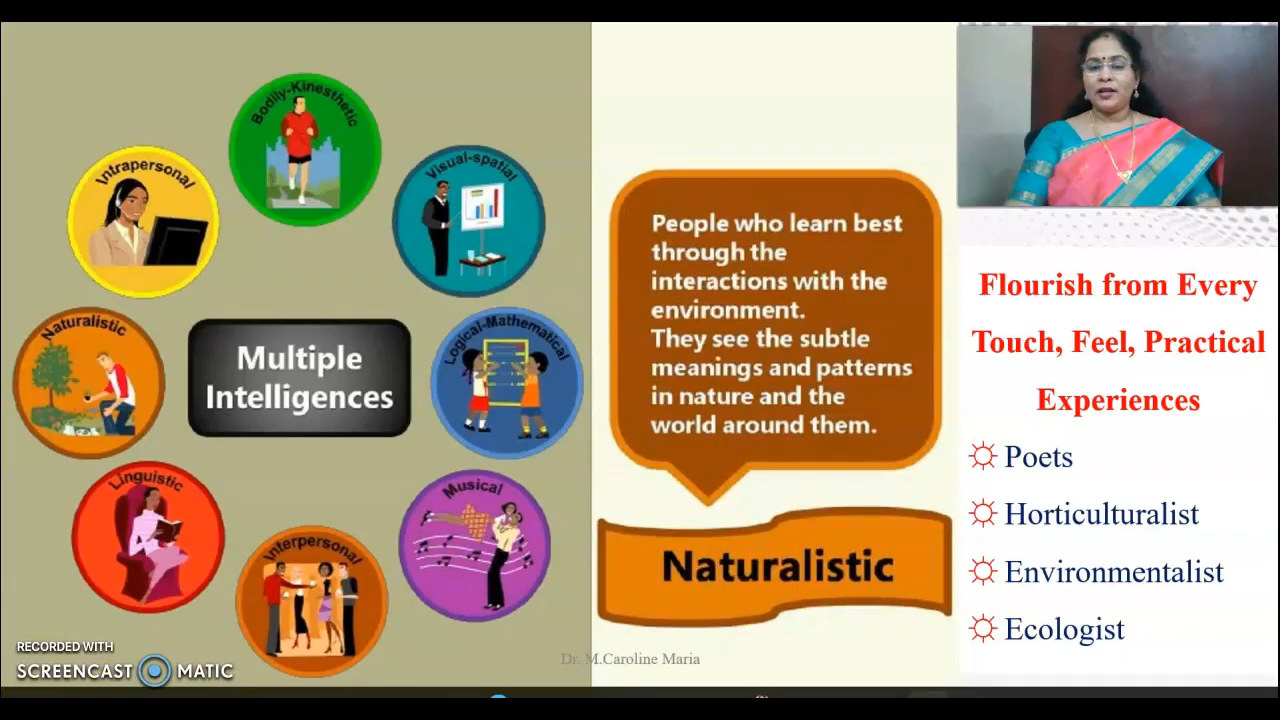 Bodily-Kinesthetic
Intrapersonal
Visual-spatial
Naturalistic
Multiple
Intelligences
Logical-Mathematical
Linguistic
Musical
Interpersonal
RECORDED WITH
SCREENCAST MATIC
People who learn best
through the
interactions with the
environment.
They see the subtle
meanings and patterns
in nature and the
world around them.
Naturalistic
Dr. M.Caroline Maria
Flourish from Every
Touch, Feel, Practical
Experiences
Poets
Horticulturalist
Environmentalist
Ecologist